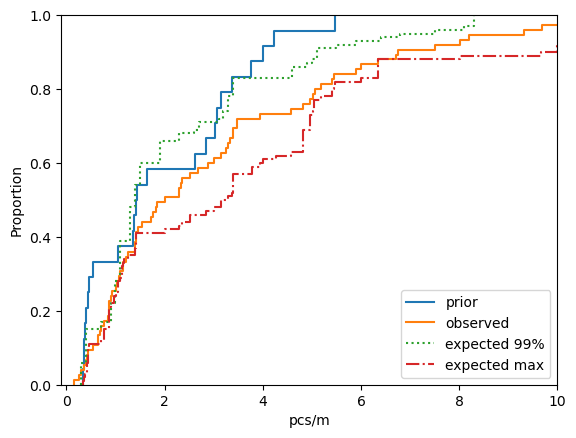 1.0
0.8
0.6
0.4
0.2
0.0
Proportion
0
2
4
6
8
10
pcs/m
prior
observed
expected 99%
expected max